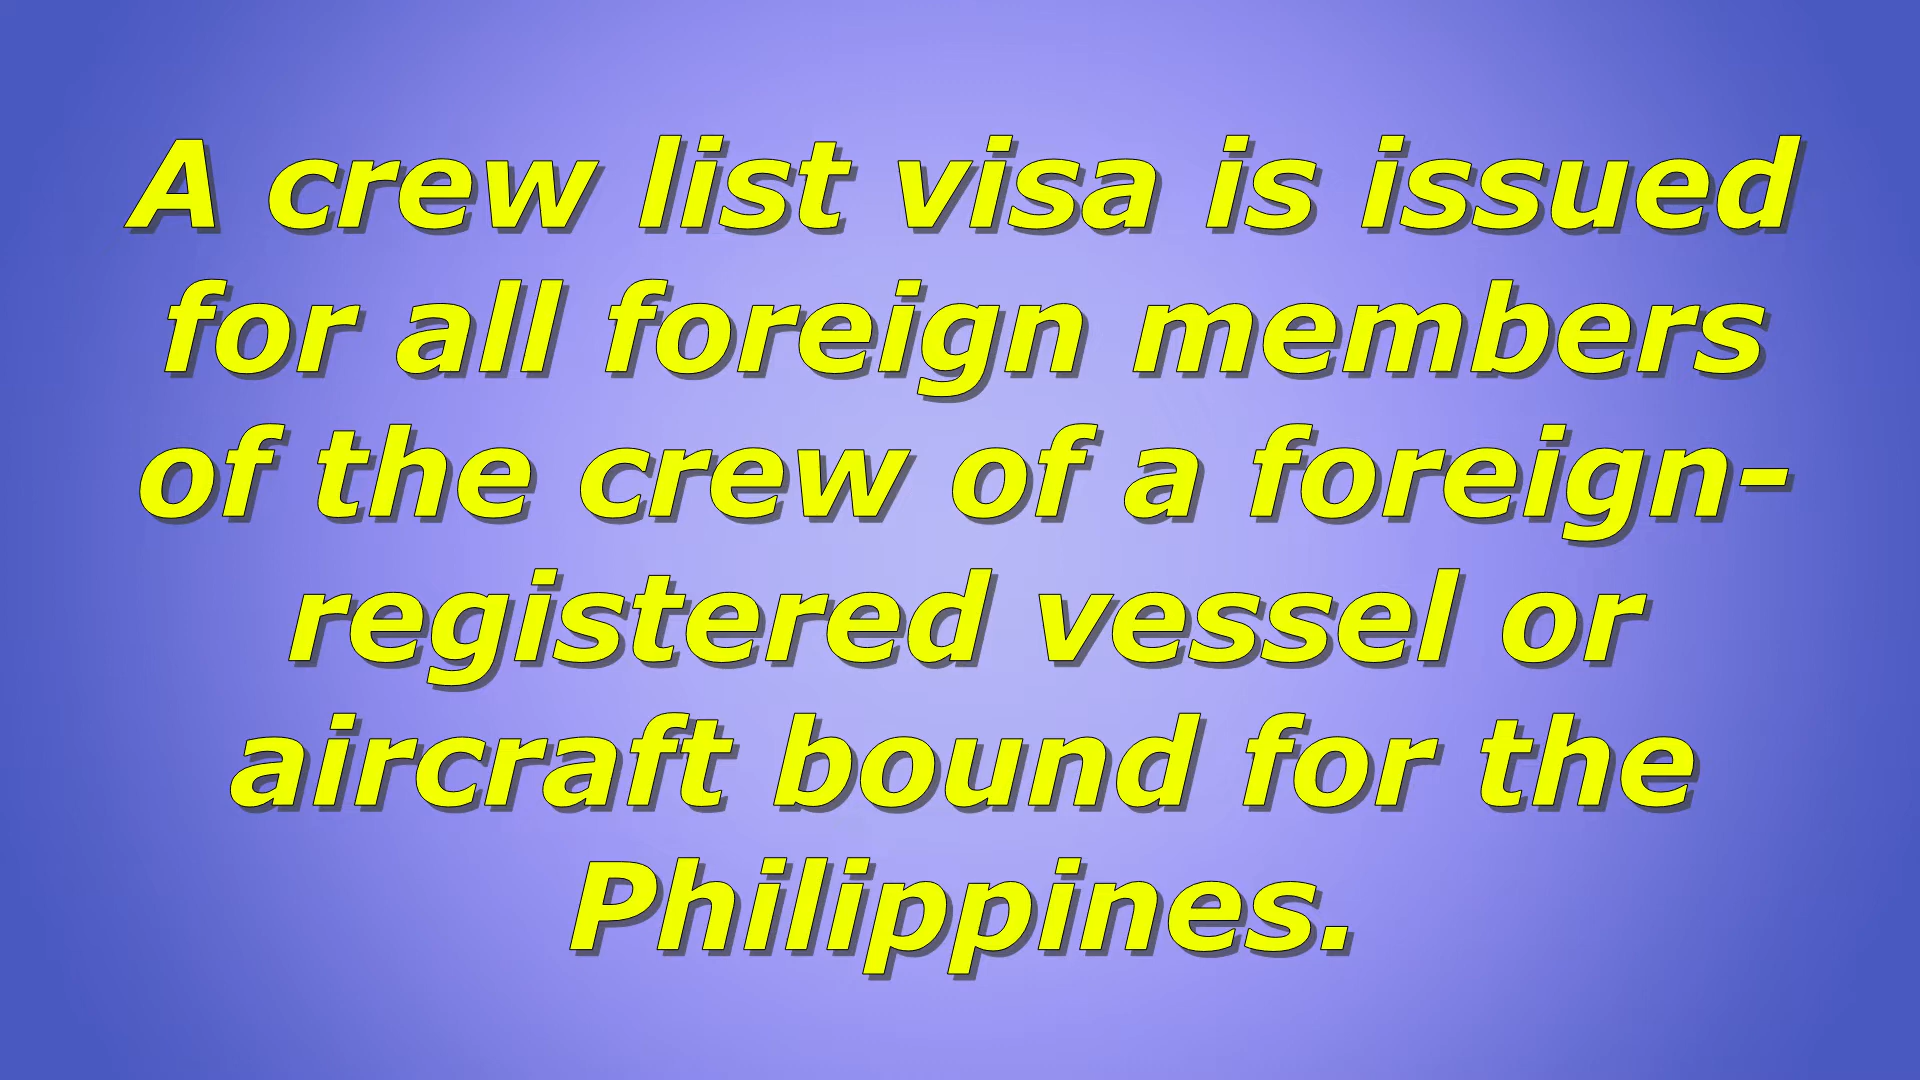 A crew list visa is issued
for all foreign members
of the crew of a foreign-
registered vessel or
aircraft bound for the
Philippines.